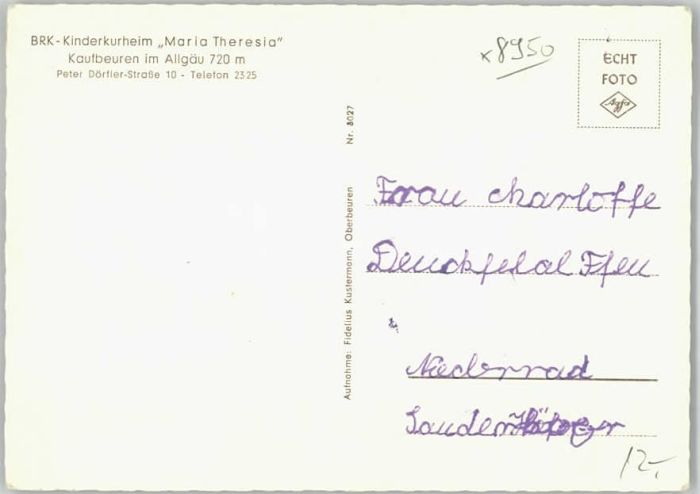 BRK-Kinderkurheim „Maria Theresia"
Kaufbeuren im Allgäu 720 m
Peter Dörfler-Straße 10 - Telefon 2325
x8950
ECHT
FOTO
Agfa
Nr. 8027
Aufnahme: Fidelius Kustermann, Oberbeuren
Frau charlotte
Niederrad
12,-